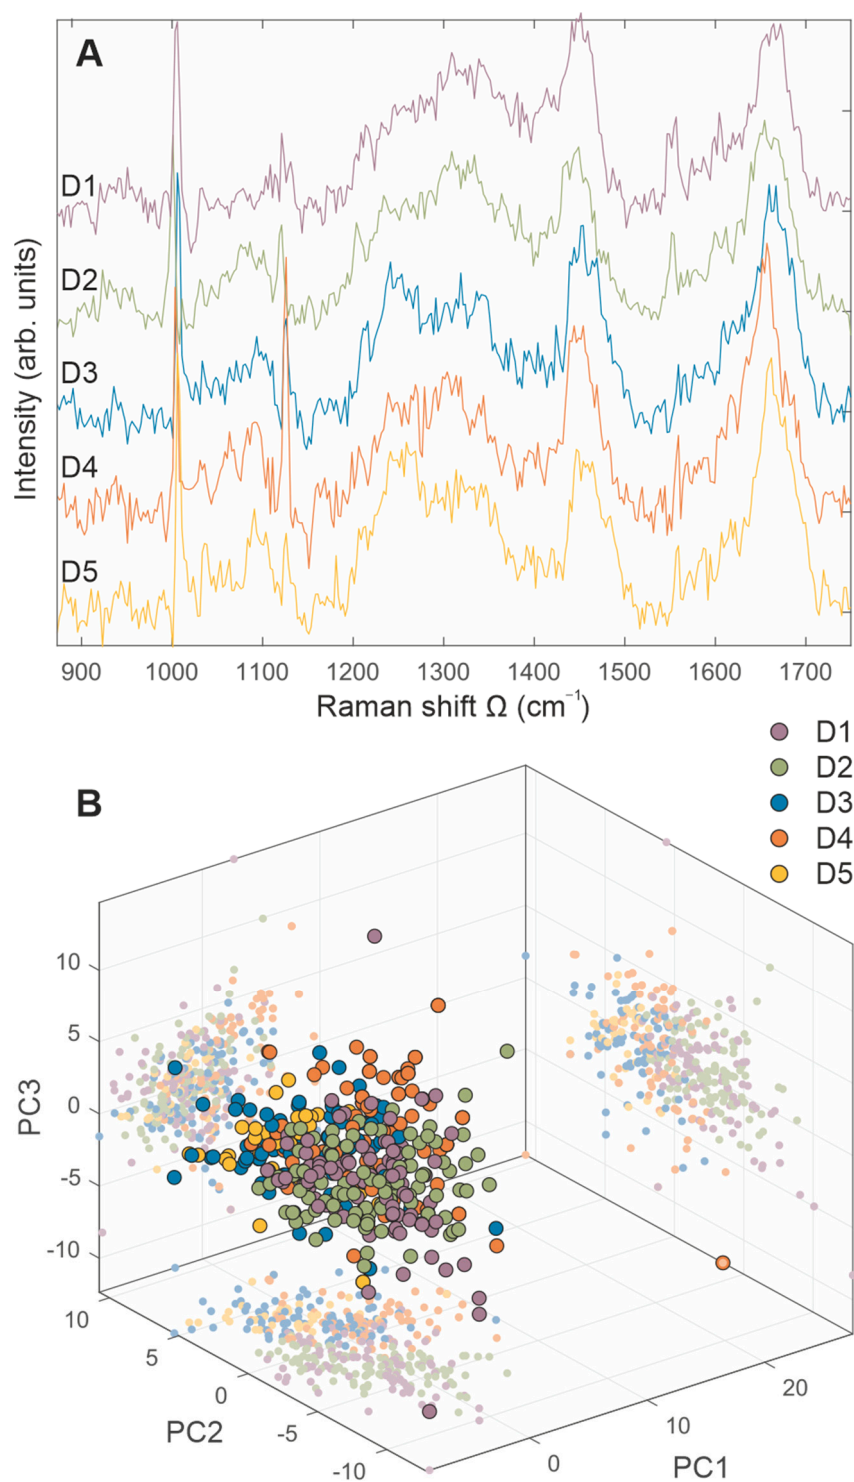 A
D1
D2
D3
D4
D5
Intensity (arb. units)
900 1000 1100 1200 1300 1400 1500 1600 1700
Raman shift Ω (cm⁻¹)
D1
D2
D3
D4
D5
B
10
5
0
-5
-10
PC3
10
5
0
-5
-10
PC2
0
10
20
PC1